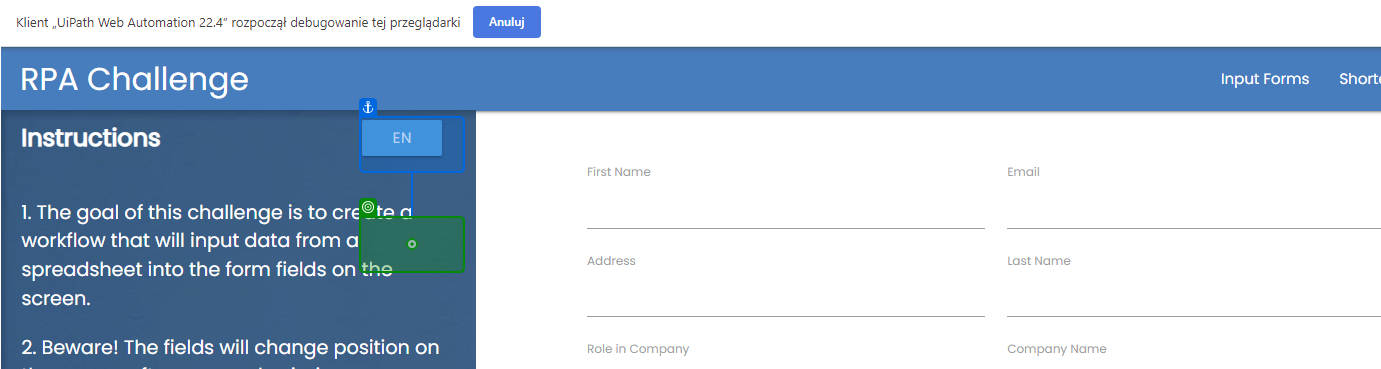 Klient „UiPath Web Automation 22.4” rozpoczął debugowanie tej przeglądarki Anuluj
RPA Challenge Input Forms
Instructions
EN
1. The goal of this challenge is to create a
workflow that will input data from a
spreadsheet into the form fields on the
screen.
2. Beware! The fields will change position on
First Name
Email
Address
Last Name
Role in Company
Company Name